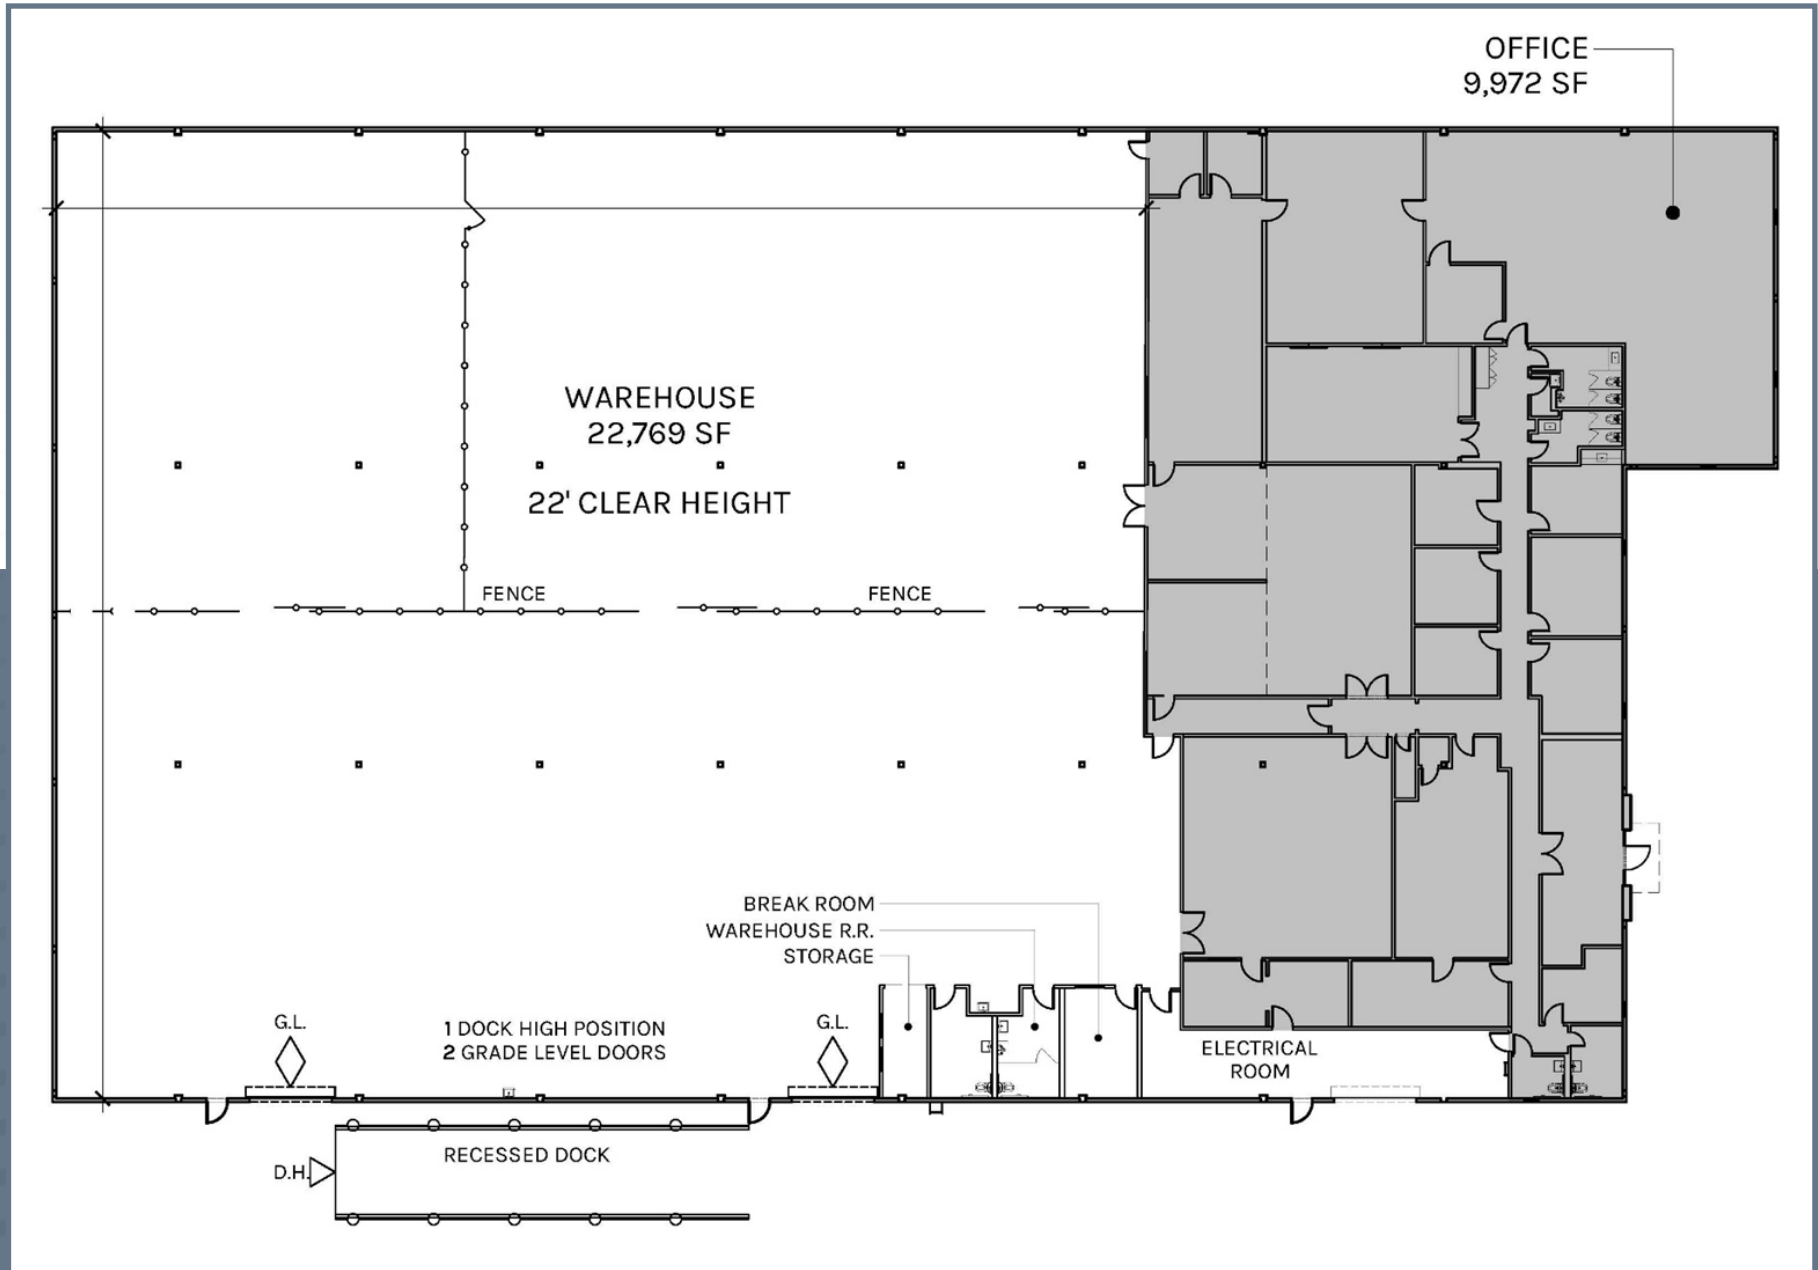 OFFICE
9,972 SF
WAREHOUSE
22,769 SF
22' CLEAR HEIGHT
FENCE
FENCE
BREAK ROOM
WAREHOUSE R.R.
STORAGE
G.L.
1 DOCK HIGH POSITION
2 GRADE LEVEL DOORS
G.L.
ELECTRICAL
ROOM
RECESSED DOCK
D.H.